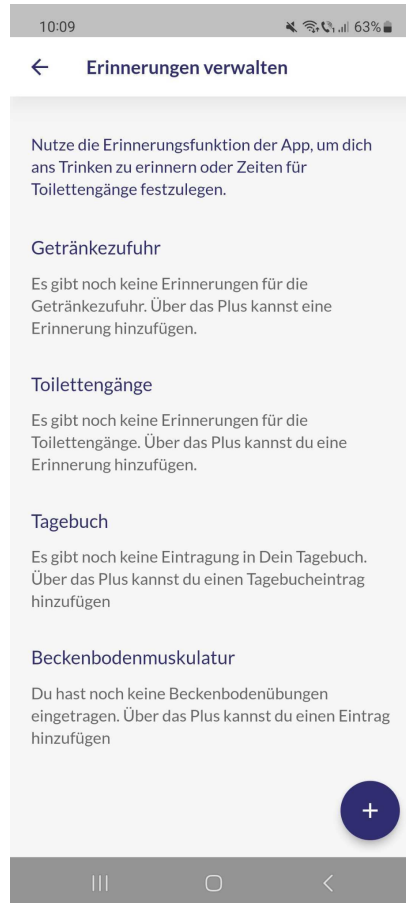 10:09 63%
Erinnerungen verwalten
Nutze die Erinnerungsfunktion der App, um dich
ans Trinken zu erinnern oder Zeiten für
Toilettengänge festzulegen.
Getränkezufuhr
Es gibt noch keine Erinnerungen für die
Getränkezufuhr. Über das Plus kannst eine
Erinnerung hinzufügen.
Toilettengänge
Es gibt noch keine Erinnerungen für die
Toilettengänge. Über das Plus kannst du eine
Erinnerung hinzufügen.
Tagebuch
Es gibt noch keine Eintragung in Dein Tagebuch.
Über das Plus kannst du einen Tagebucheintrag
hinzufügen
Beckenbodenmuskulatur
Du hast noch keine Beckenbodenübungen
eingetragen. Über das Plus kannst du einen Eintrag
hinzufügen